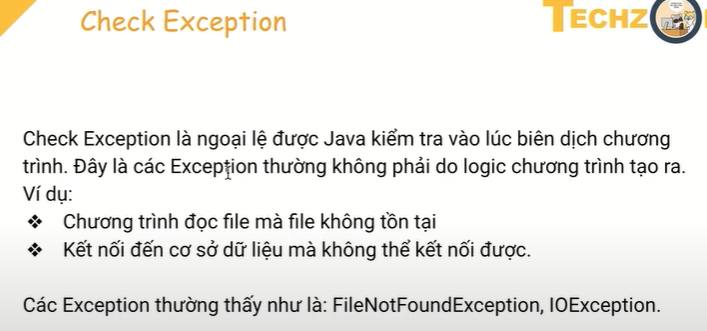 Check Exception
TECHZ
Check Exception là ngoại lệ được Java kiểm tra vào lúc biên dịch chương
trình. Đây là các Exception thường không phải do logic chương trình tạo ra.
Ví dụ:
❖ Chương trình đọc file mà file không tồn tại
❖ Kết nối đến cơ sở dữ liệu mà không thể kết nối được.
Các Exception thường thấy như là: FileNotFoundException, IOException.